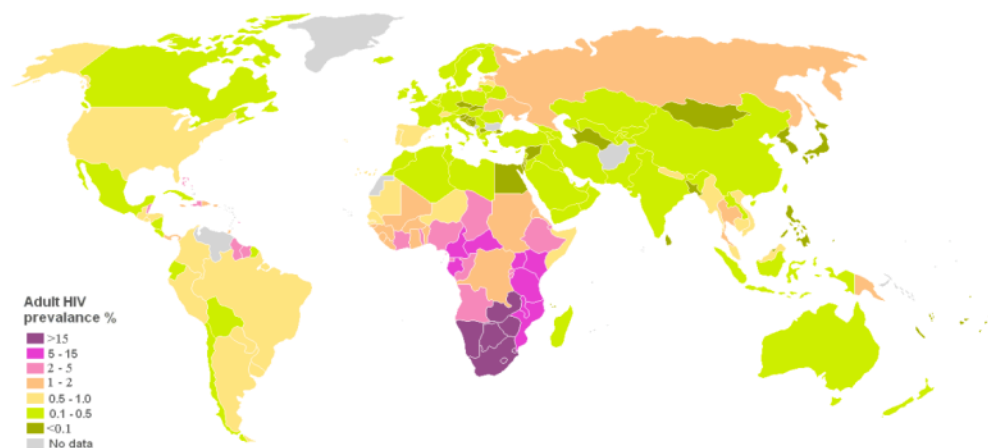 Adult HIV
prevalance %
>15
5 - 15
2 - 5
1 - 2
0.5 - 1.0
0.1 - 0.5
<0.1
No data